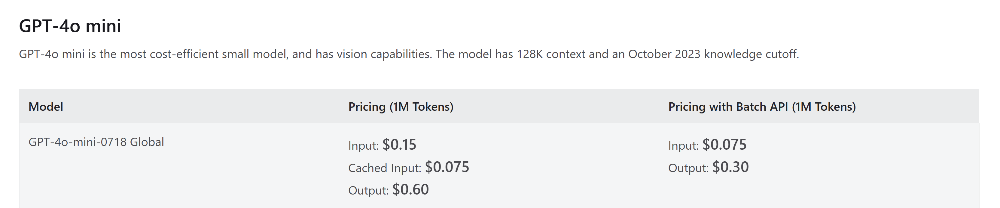 GPT-4o mini
GPT-4o mini is the most cost-efficient small model, and has vision capabilities. The model has 128K context and an October 2023 knowledge cutoff.
Model Pricing (1M Tokens) Pricing with Batch API (1M Tokens)
GPT-4o-mini-0718 Global Input: $0.15 Input: $0.075
Cached Input: $0.075 Output: $0.30
Output: $0.60